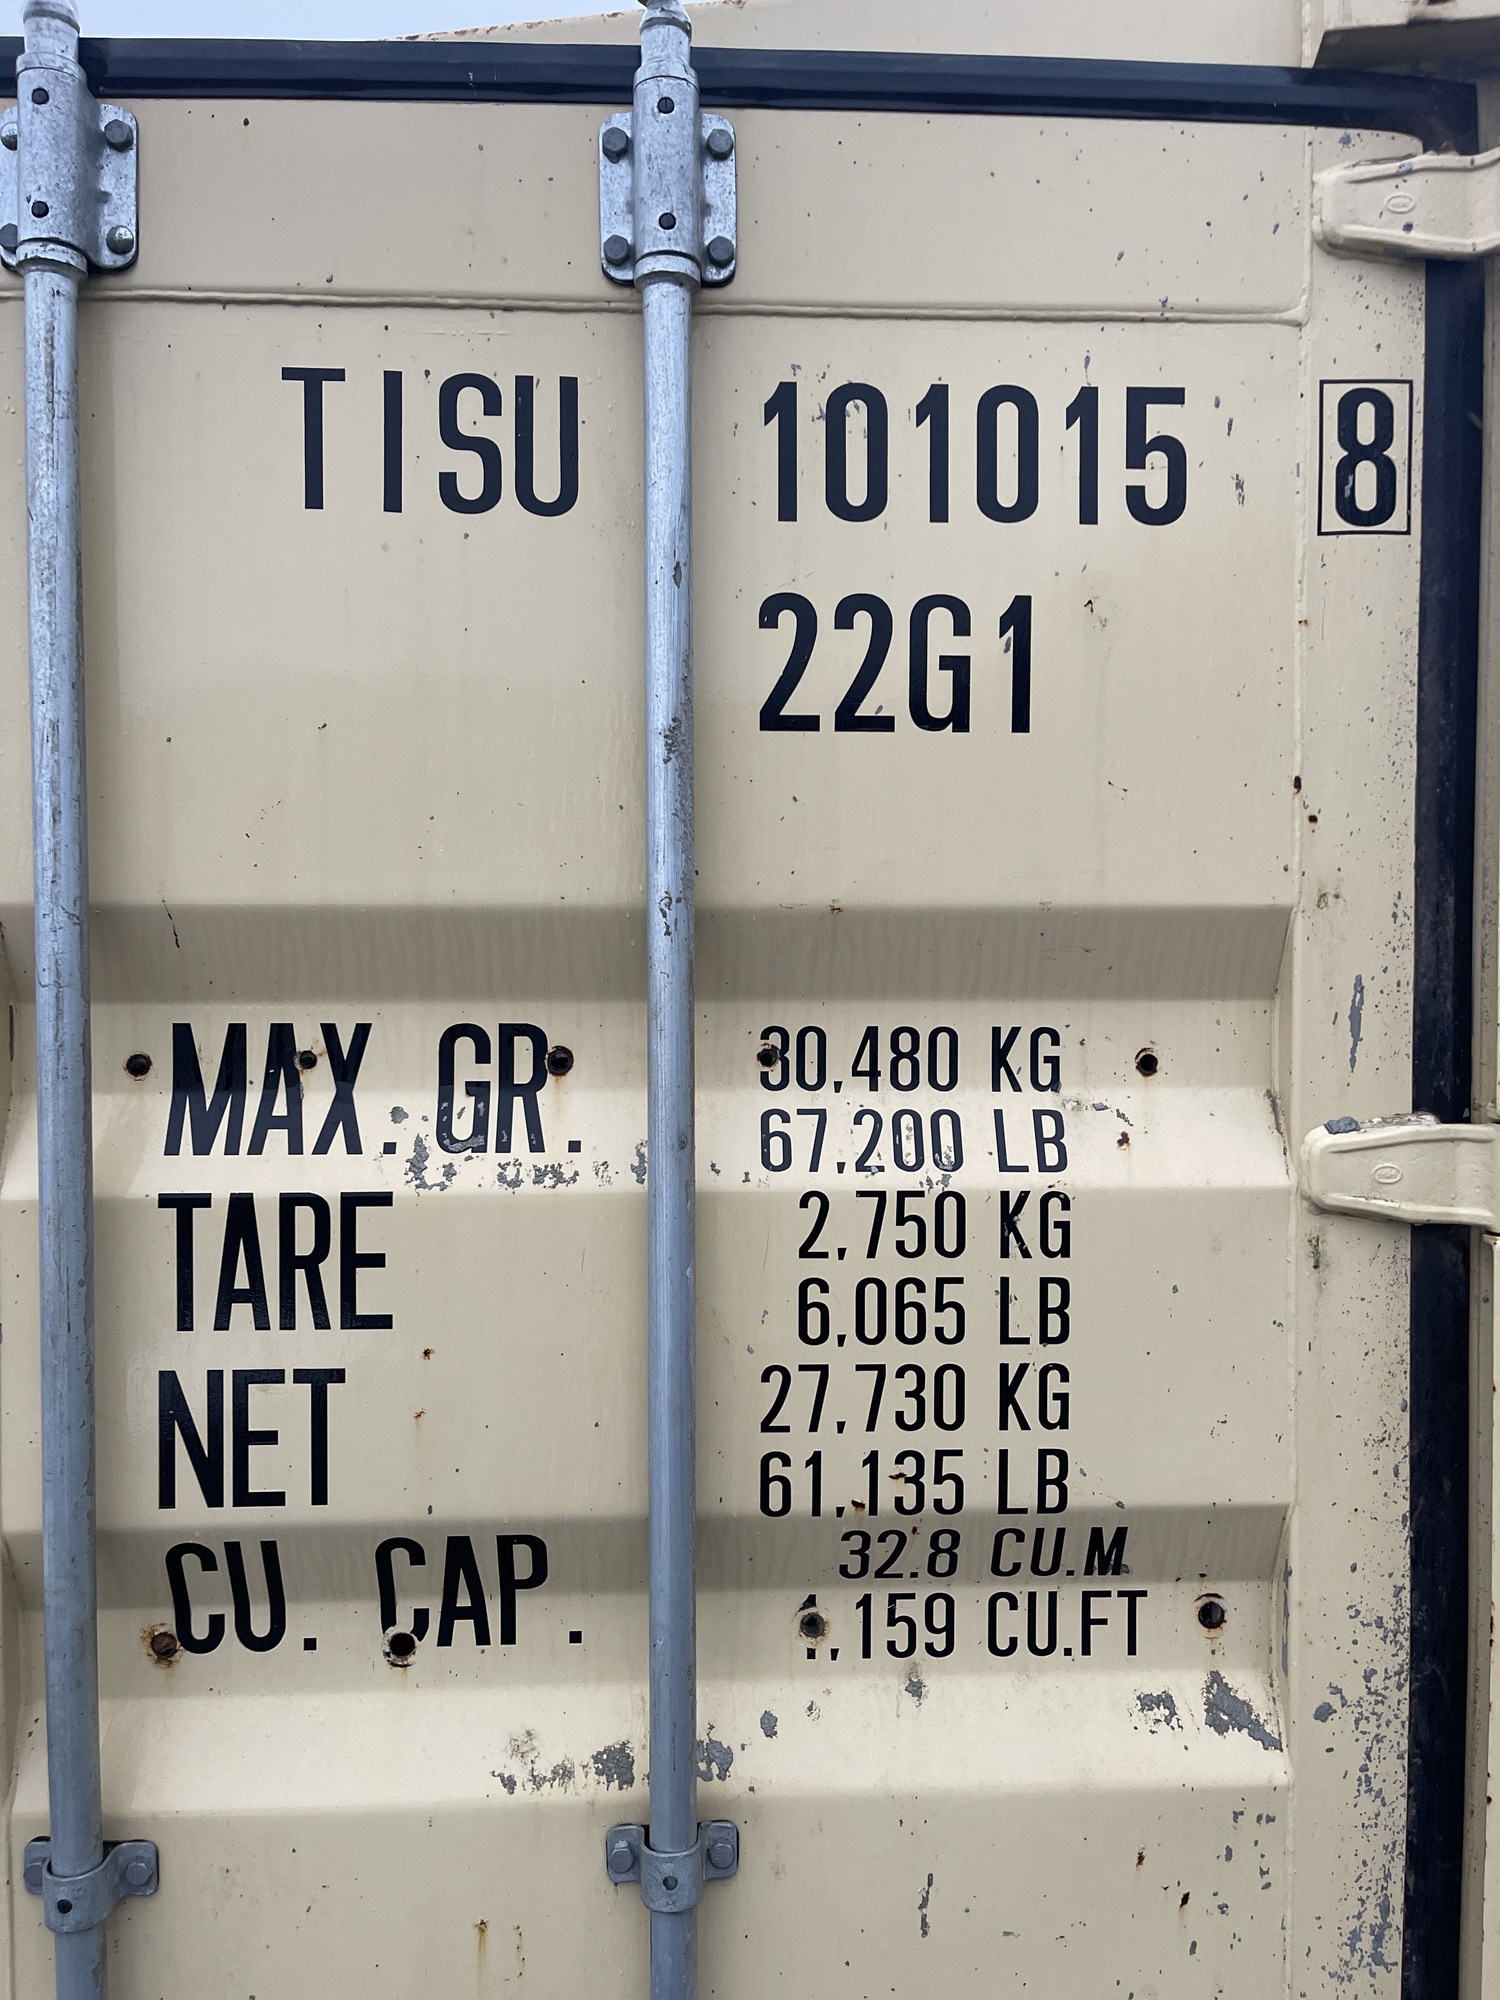 TISU 101015 8
22G1
MAX. GR. 30,480 KG
67,200 LB
TARE 2,750 KG
6,065 LB
NET 27,730 KG
61,135 LB
CU. CAP. 32.8 CU.M
,159 CU.FT